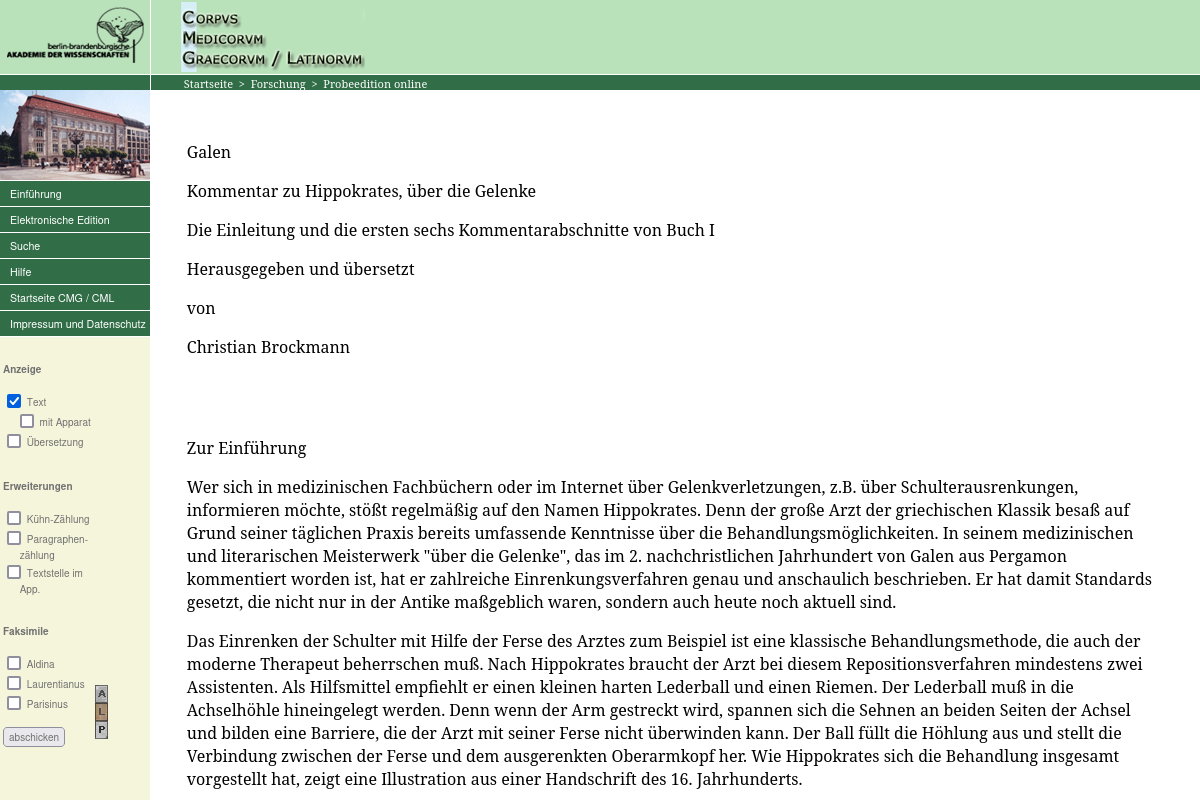 berlin-brandenburgische
AKADEMIE DER WISSENSCHAFTEN
CORPVS
MEDICORVM
GRAECORVM / LATINORVM
Startseite > Forschung > Probeedition online
Einführung
Elektronische Edition
Suche
Hilfe
Startseite CMG / CML
Impressum und Datenschutz
Anzeige
Text
mit Apparat
Übersetzung
Erweiterungen
Kühn-Zählung
Paragraphen-
zählung
Textstelle im
App.
Faksimile
Aldina
Laurentianus
Parisinus
A
L
P
abschicken
Galen
Kommentar zu Hippokrates, über die Gelenke
Die Einleitung und die ersten sechs Kommentarabschnitte von Buch I
Herausgegeben und übersetzt
von
Christian Brockmann
Zur Einführung
Wer sich in medizinischen Fachbüchern oder im Internet über Gelenkverletzungen, z.B. über Schulterausrenkungen,
informieren möchte, stößt regelmäßig auf den Namen Hippokrates. Denn der große Arzt der griechischen Klassik besaß auf
Grund seiner täglichen Praxis bereits umfassende Kenntnisse über die Behandlungsmöglichkeiten. In seinem medizinischen
und literarischen Meisterwerk "über die Gelenke", das im 2. nachchristlichen Jahrhundert von Galen aus Pergamon
kommentiert worden ist, hat er zahlreiche Einrenkungsverfahren genau und anschaulich beschrieben. Er hat damit Standards
gesetzt, die nicht nur in der Antike maßgeblich waren, sondern auch heute noch aktuell sind.
Das Einrenken der Schulter mit Hilfe der Ferse des Arztes zum Beispiel ist eine klassische Behandlungsmethode, die auch der
moderne Therapeut beherrschen muß. Nach Hippokrates braucht der Arzt bei diesem Repositionsverfahren mindestens zwei
Assistenten. Als Hilfsmittel empfiehlt er einen kleinen harten Lederball und einen Riemen. Der Lederball muß in die
Achselhöhle hineingelegt werden. Denn wenn der Arm gestreckt wird, spannen sich die Sehnen an beiden Seiten der Achsel
und bilden eine Barriere, die der Arzt mit seiner Ferse nicht überwinden kann. Der Ball füllt die Höhlung aus und stellt die
Verbindung zwischen der Ferse und dem ausgerenkten Oberarmkopf her. Wie Hippokrates sich die Behandlung insgesamt
vorgestellt hat, zeigt eine Illustration aus einer Handschrift des 16. Jahrhunderts.